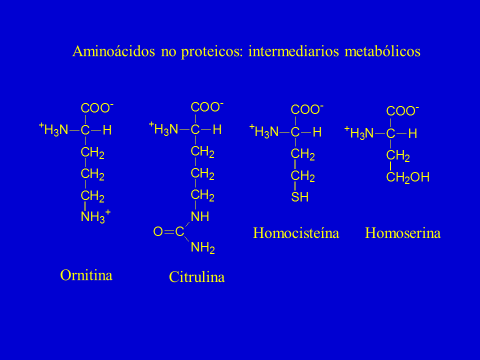 Aminoácidos no proteicos: intermediarios metabólicos
COO⁻
⁺H₃N—C—H
CH₂
CH₂
CH₂
NH₃⁺
Ornitina
COO⁻
⁺H₃N—C—H
CH₂
CH₂
CH₂
NH
O=C
NH₂
Citrulina
COO⁻
⁺H₃N—C—H
CH₂
CH₂
SH
Homocisteína
COO⁻
⁺H₃N—C—H
CH₂
CH₂OH
Homoserina